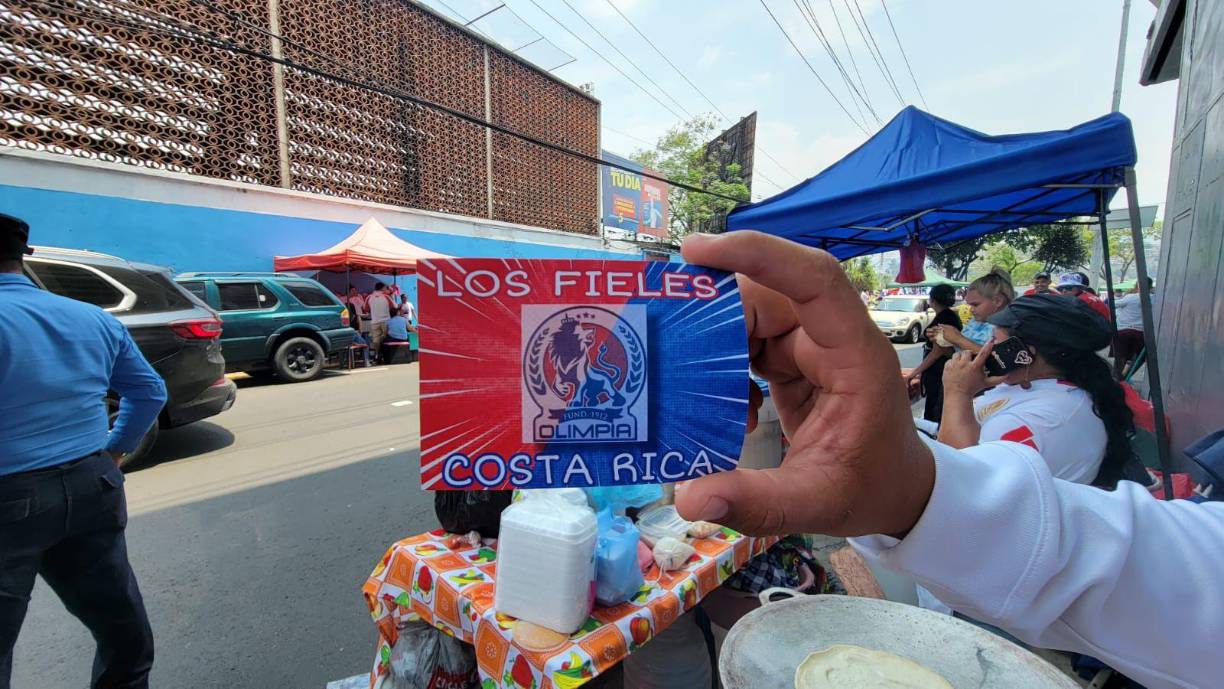 TU DIA
LOS FIELES
FUND. 1912
OLIMPIA
COSTA RICA